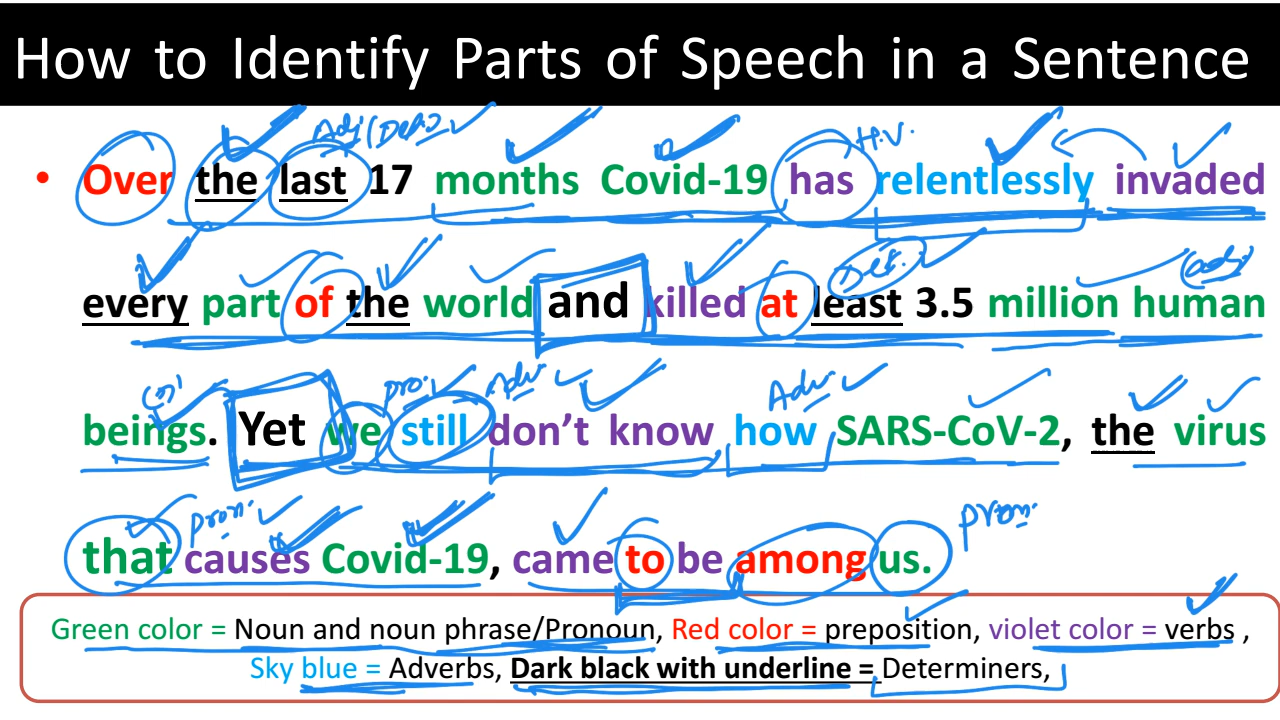 How to Identify Parts of Speech in a Sentence
Adj (Det.) H.V.
• Over the last 17 months Covid-19 has relentlessly invaded
Det. (adj)
every part of the world and killed at least 3.5 million human
pro. Adv Adv
beings. Yet we still don't know how SARS-CoV-2, the virus
pron. pron.
that causes Covid-19, came to be among us.
Green color = Noun and noun phrase/Pronoun, Red color = preposition, violet color = verbs ,
Sky blue = Adverbs, Dark black with underline = Determiners,